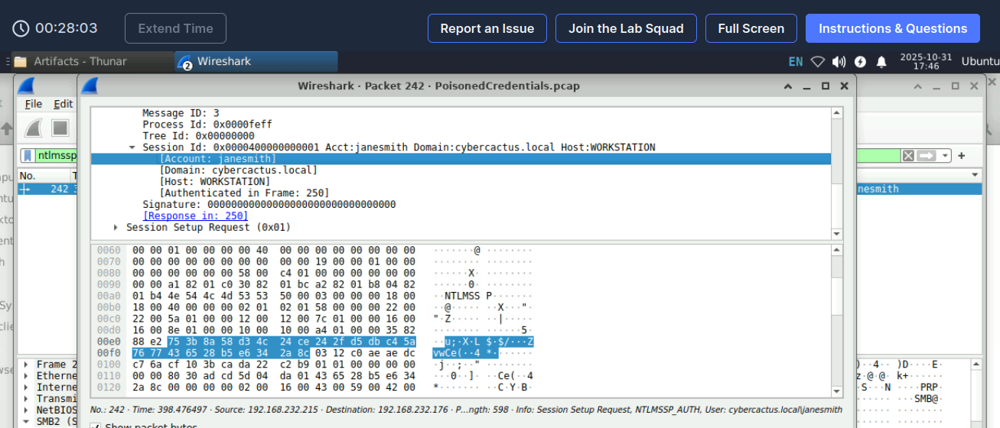 00:28:03 Extend Time Report an Issue Join the Lab Squad Full Screen Instructions & Questions
Artifacts - Thunar 2 Wireshark EN 2025-10-31 17:46 Ubuntu
Wireshark · Packet 242 · PoisonedCredentials.pcap
File Edit
Message ID: 3
Process Id: 0x0000feff
Tree Id: 0x00000000
Session Id: 0x0000400000000001 Acct:janesmith Domain:cybercactus.local Host:WORKSTATION
ntlmssp
[Account: janesmith]
[Domain: cybercactus.local]
No.
[Host: WORKSTATION]
242 3
nesmith
[Authenticated in Frame: 250]
Signature: 00000000000000000000000000000000
[Response in: 250]
Session Setup Request (0x01)
0060 00 00 01 00 00 00 00 40 00 00 00 00 00 00 00 00 ·······@ ········
0070 00 00 00 00 00 00 00 00 00 19 00 00 01 00 00
0080 00 00 00 00 00 00 58 00 c4 01 00 00 00 00 00 00 ······X· ········
0090 00 00 a1 82 01 c0 30 82 01 bc a2 82 01 b8 04 82 ······0· ········
00a0 01 b4 4e 54 4c 4d 53 53 50 00 03 00 00 00 18 00 ··NTLMSS P·······
00b0 18 00 40 00 00 00 02 01 02 01 58 00 00 00 22 00 ··@····· ··X···"·
00c0 22 00 5a 01 00 00 12 00 12 00 7c 01 00 00 16 00 "·Z····· ··|·····
00d0 16 00 8e 01 00 00 10 00 10 00 a4 01 00 00 35 82 ········ ······5·
00e0 88 e2 75 3b 8a 58 d3 4c 24 ce 24 2f d5 db c4 5a ··u;·X·L $·$/···Z
00f0 76 77 43 65 28 b5 e6 34 2a 8c 03 12 c0 ae ae dc vwCe(··4 *·······
0100 c7 6a cf 10 3b ca da 22 c2 b9 01 01 00 00 00 00 ·j··;··" ········
0110 00 00 80 30 ad cd 5d 04 da 01 43 65 28 b5 e6 34 ···0··]· ··Ce(··4
0120 2a 8c 00 00 00 00 02 00 16 00 43 00 59 00 42 00 *······· ··C·Y·B·
Frame 2
Etherne
Interne
Transmi
NetBIOS
SMB2 (S
)··4·· ·)D····E·
z·@·@· k+······
·S···N ····PRP·
····SMB@·
No.: 242 · Time: 398.476497 · Source: 192.168.232.215 · Destination: 192.168.232.176 · P...ngth: 598 · Info: Session Setup Request, NTLMSSP_AUTH, User: cybercactus.local\janesmith
Show packet bytes